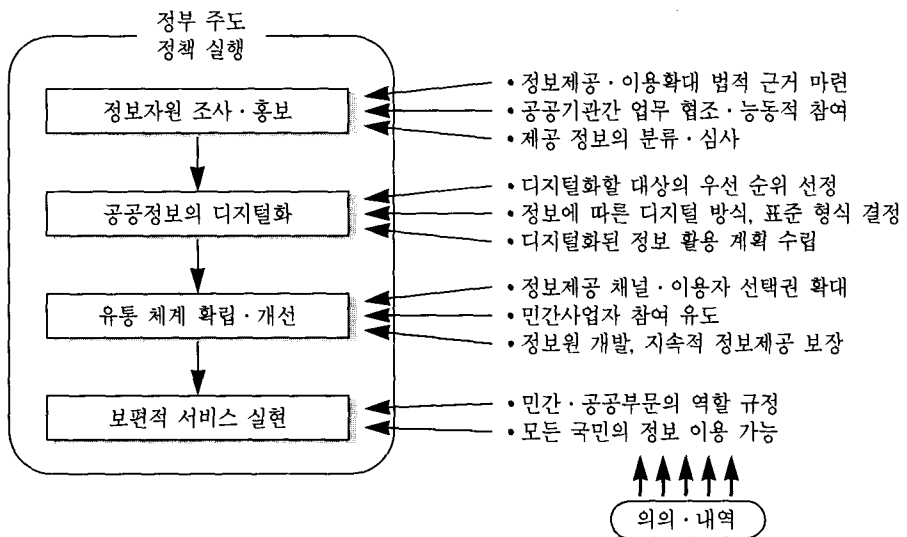 정부 주도
정책 실행
정보자원 조사·홍보
• 정보제공·이용확대 법적 근거 마련
• 공공기관간 업무 협조·능동적 참여
• 제공 정보의 분류·심사
공공정보의 디지털화
• 디지털화할 대상의 우선 순위 선정
• 정보에 따른 디지털 방식, 표준 형식 결정
• 디지털화된 정보 활용 계획 수립
유통 체계 확립·개선
• 정보제공 채널·이용자 선택권 확대
• 민간사업자 참여 유도
• 정보원 개발, 지속적 정보제공 보장
보편적 서비스 실현
• 민간·공공부문의 역할 규정
• 모든 국민의 정보 이용 가능
의의·내역